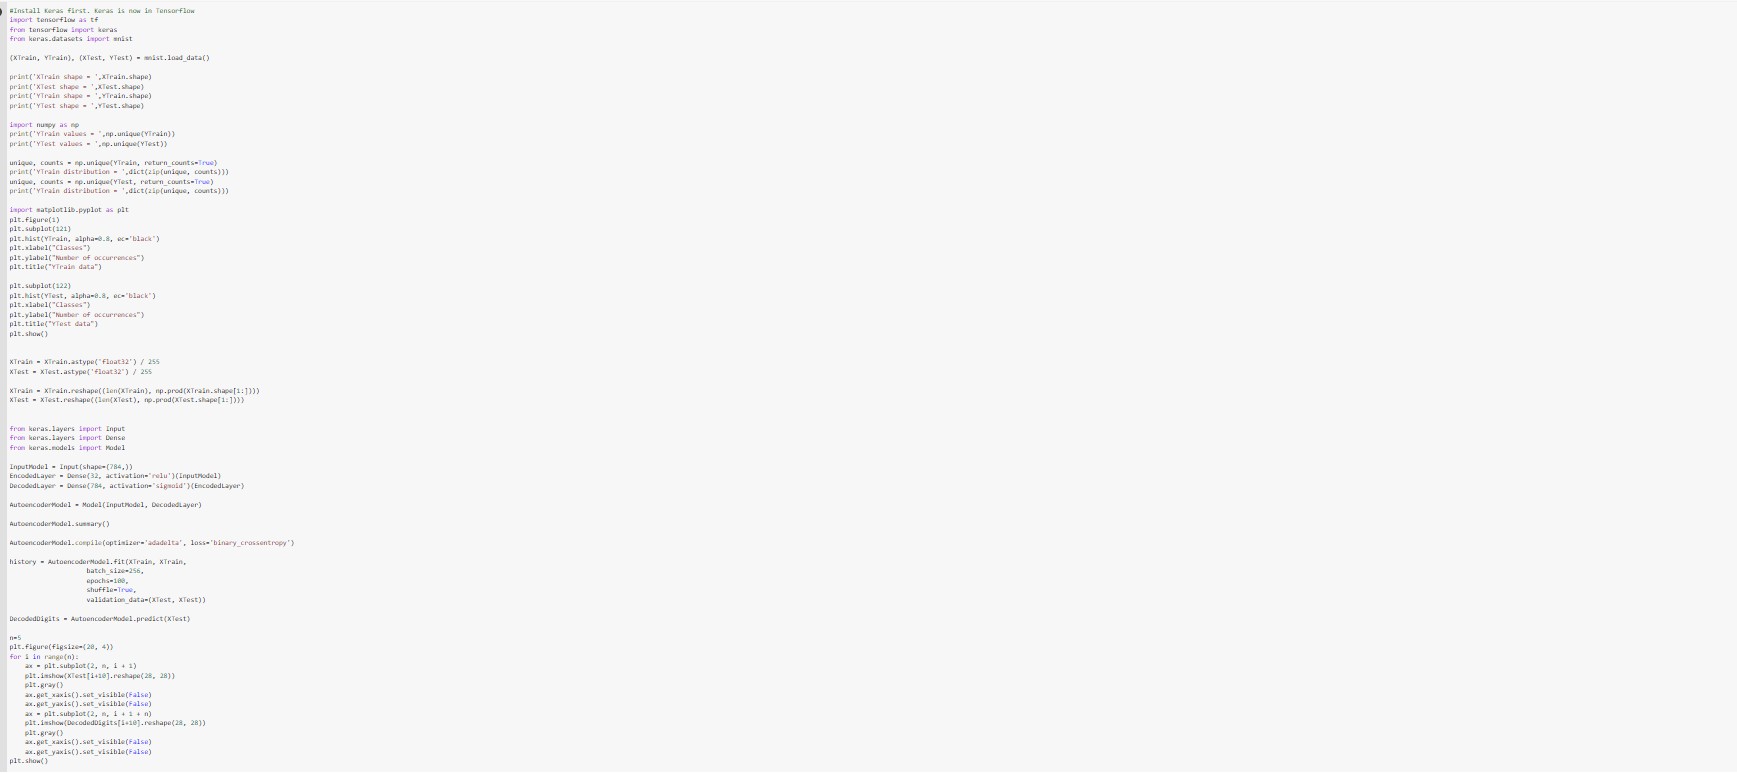 #Install Keras first. Keras is now in Tensorflow
import tensorflow as tf
from tensorflow import keras
from keras.datasets import mnist
(XTrain, YTrain), (XTest, YTest) = mnist.load_data()
print('XTrain shape = ',XTrain.shape)
print('XTest shape = ',XTest.shape)
print('YTrain shape = ',YTrain.shape)
print('YTest shape = ',YTest.shape)
import numpy as np
print('YTrain values = ',np.unique(YTrain))
print('YTest values = ',np.unique(YTest))
unique, counts = np.unique(YTrain, return_counts=True)
print('YTrain distribution = ',dict(zip(unique, counts)))
unique, counts = np.unique(YTest, return_counts=True)
print('YTrain distribution = ',dict(zip(unique, counts)))
import matplotlib.pyplot as plt
plt.figure(1)
plt.subplot(121)
plt.hist(YTrain, alpha=0.8, ec='black')
plt.xlabel("Classes")
plt.ylabel("Number of occurrences")
plt.title("YTrain data")
plt.subplot(122)
plt.hist(YTest, alpha=0.8, ec='black')
plt.xlabel("Classes")
plt.ylabel("Number of occurrences")
plt.title("YTest data")
plt.show()
XTrain = XTrain.astype('float32') / 255
XTest = XTest.astype('float32') / 255
XTrain = XTrain.reshape((len(XTrain), np.prod(XTrain.shape[1:])))
XTest = XTest.reshape((len(XTest), np.prod(XTest.shape[1:])))
from keras.layers import Input
from keras.layers import Dense
from keras.models import Model
InputModel = Input(shape=(784,))
EncodedLayer = Dense(32, activation='relu')(InputModel)
DecodedLayer = Dense(784, activation='sigmoid')(EncodedLayer)
AutoencoderModel = Model(InputModel, DecodedLayer)
AutoencoderModel.summary()
AutoencoderModel.compile(optimizer='adadelta', loss='binary_crossentropy')
history = AutoencoderModel.fit(XTrain, XTrain,
batch_size=256,
epochs=100,
shuffle=True,
validation_data=(XTest, XTest))
DecodedDigits = AutoencoderModel.predict(XTest)
n=5
plt.figure(figsize=(20, 4))
for i in range(n):
ax = plt.subplot(2, n, i + 1)
plt.imshow(XTest[i+10].reshape(28, 28))
plt.gray()
ax.get_xaxis().set_visible(False)
ax.get_yaxis().set_visible(False)
ax = plt.subplot(2, n, i + 1 + n)
plt.imshow(DecodedDigits[i+10].reshape(28, 28))
plt.gray()
ax.get_xaxis().set_visible(False)
ax.get_yaxis().set_visible(False)
plt.show()